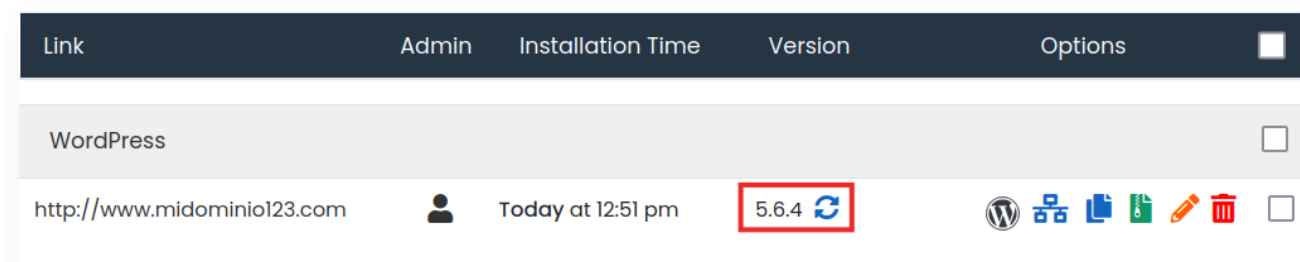 Link Admin Installation Time Version Options
WordPress
http://www.midominio123.com Today at 12:51 pm 5.6.4